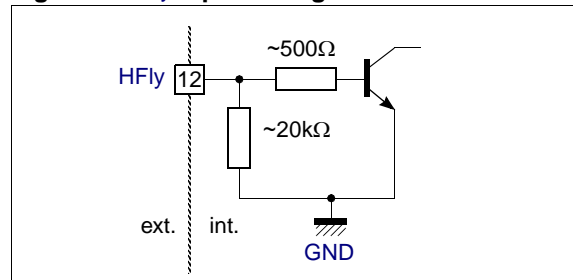 ~500Ω
HFly 12
~20kΩ
ext. int.
GND